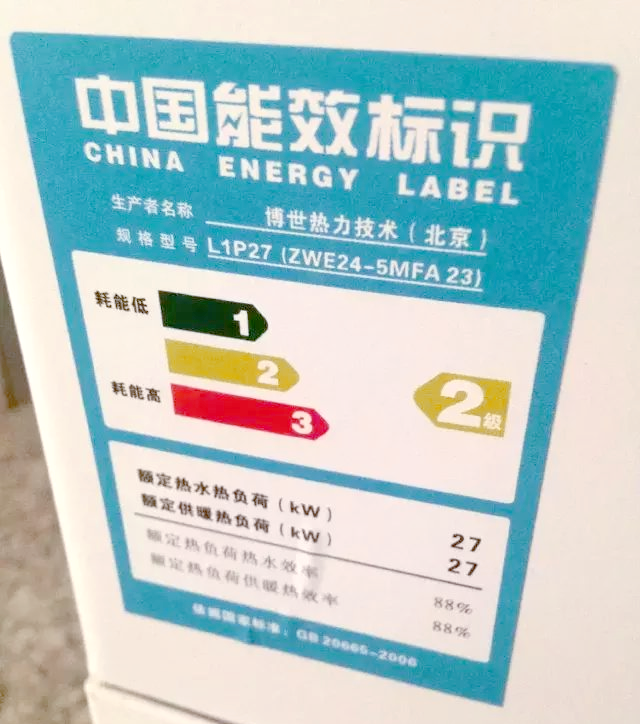 中国能效标识
CHINA ENERGY LABEL
生产者名称 博世热力技术（北京）
规格型号 L1P27 (ZWE24-5MFA 23)
耗能低
1
2
耗能高
3
2级
额定热水热负荷（kW） 27
额定供暖热负荷（kW） 27
额定热负荷热水效率 88%
额定热负荷供暖热效率 88%
依据国家标准：GB 20665-2006